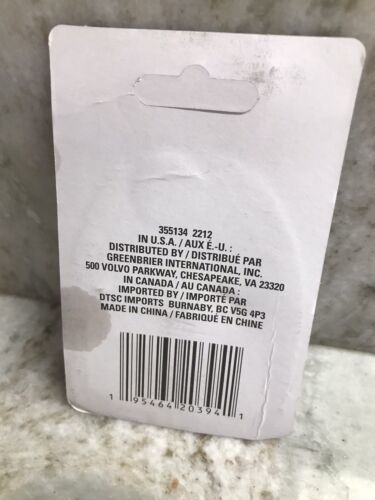 355134 2212
IN U.S.A. / AUX É.-U. :
DISTRIBUTED BY / DISTRIBUÉ PAR
GREENBRIER INTERNATIONAL, INC.
500 VOLVO PARKWAY, CHESAPEAKE, VA 23320
IN CANADA / AU CANADA :
IMPORTED BY / IMPORTÉ PAR
DTSC IMPORTS BURNABY, BC V5G 4P3
MADE IN CHINA / FABRIQUÉ EN CHINE
1 95464 20394 1